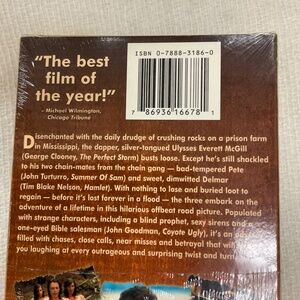 ISBN 0-7888-3186-0
"The best
film of
the year!"
- Michael Wilmington,
Chicago Tribune
7 86936 16678 1
Disenchanted with the daily drudge of crushing rocks on a prison farm
in Mississippi, the dapper, silver-tongued Ulysses Everett McGill
(George Clooney, The Perfect Storm) busts loose. Except he's still shackled
to his two chain-mates from the chain gang — bad-tempered Pete
(John Turturro, Summer Of Sam) and sweet, dimwitted Delmar
(Tim Blake Nelson, Hamlet). With nothing to lose and buried loot to
regain — before it's lost forever in a flood — the three embark on the
adventure of a lifetime in this hilarious offbeat road picture. Populated
with strange characters, including a blind prophet, sexy sirens and a
one-eyed Bible salesman (John Goodman, Coyote Ugly), it's an
filled with chases, close calls, near misses and betrayal that will
you laughing at every outrageous and surprising twist and